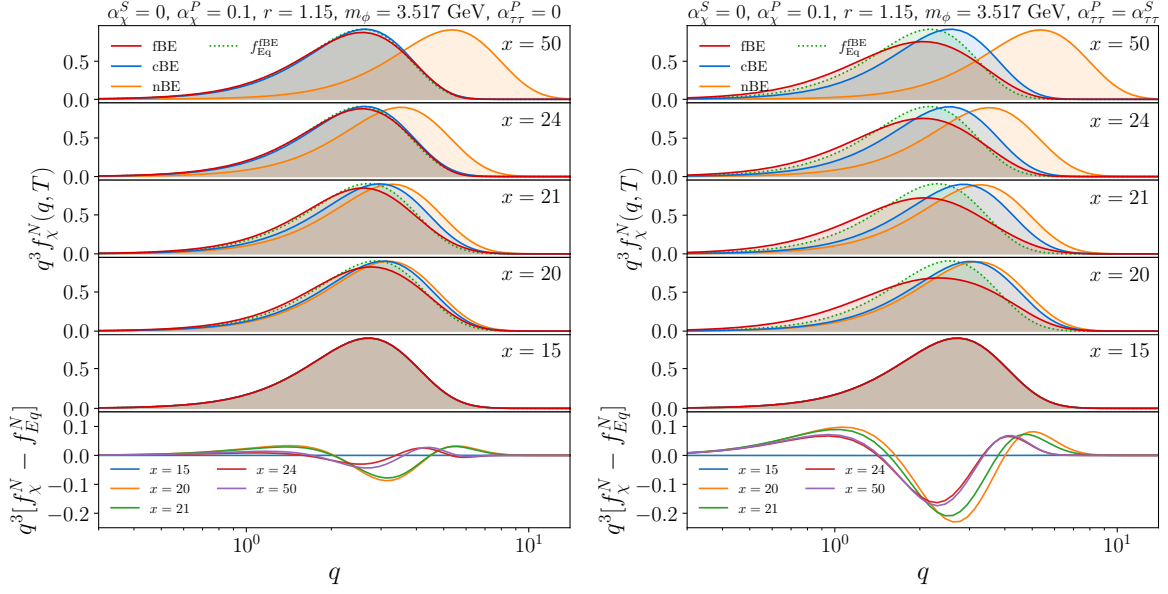 α_χ^S = 0, α_χ^P = 0.1, r = 1.15, m_ϕ = 3.517 GeV, α_ττ^P = 0
fBE
cBE
nBE
f_Eq^fBE
x = 50
x = 24
x = 21
x = 20
x = 15
0.5
0.0
0.5
0.0
0.5
0.0
0.5
0.0
0.5
0.0
q^3 f_χ^N(q, T)
0.1
0.0
−0.1
−0.2
q^3[f_χ^N − f_Eq^N]
x = 15
x = 20
x = 21
x = 24
x = 50
10^0
10^1
q
α_χ^S = 0, α_χ^P = 0.1, r = 1.15, m_ϕ = 3.517 GeV, α_ττ^P = α_ττ^S
fBE
cBE
nBE
f_Eq^fBE
x = 50
x = 24
x = 21
x = 20
x = 15
0.5
0.0
0.5
0.0
0.5
0.0
0.5
0.0
0.5
0.0
q^3 f_χ^N(q, T)
0.1
0.0
−0.1
−0.2
q^3[f_χ^N − f_Eq^N]
x = 15
x = 20
x = 21
x = 24
x = 50
10^0
10^1
q